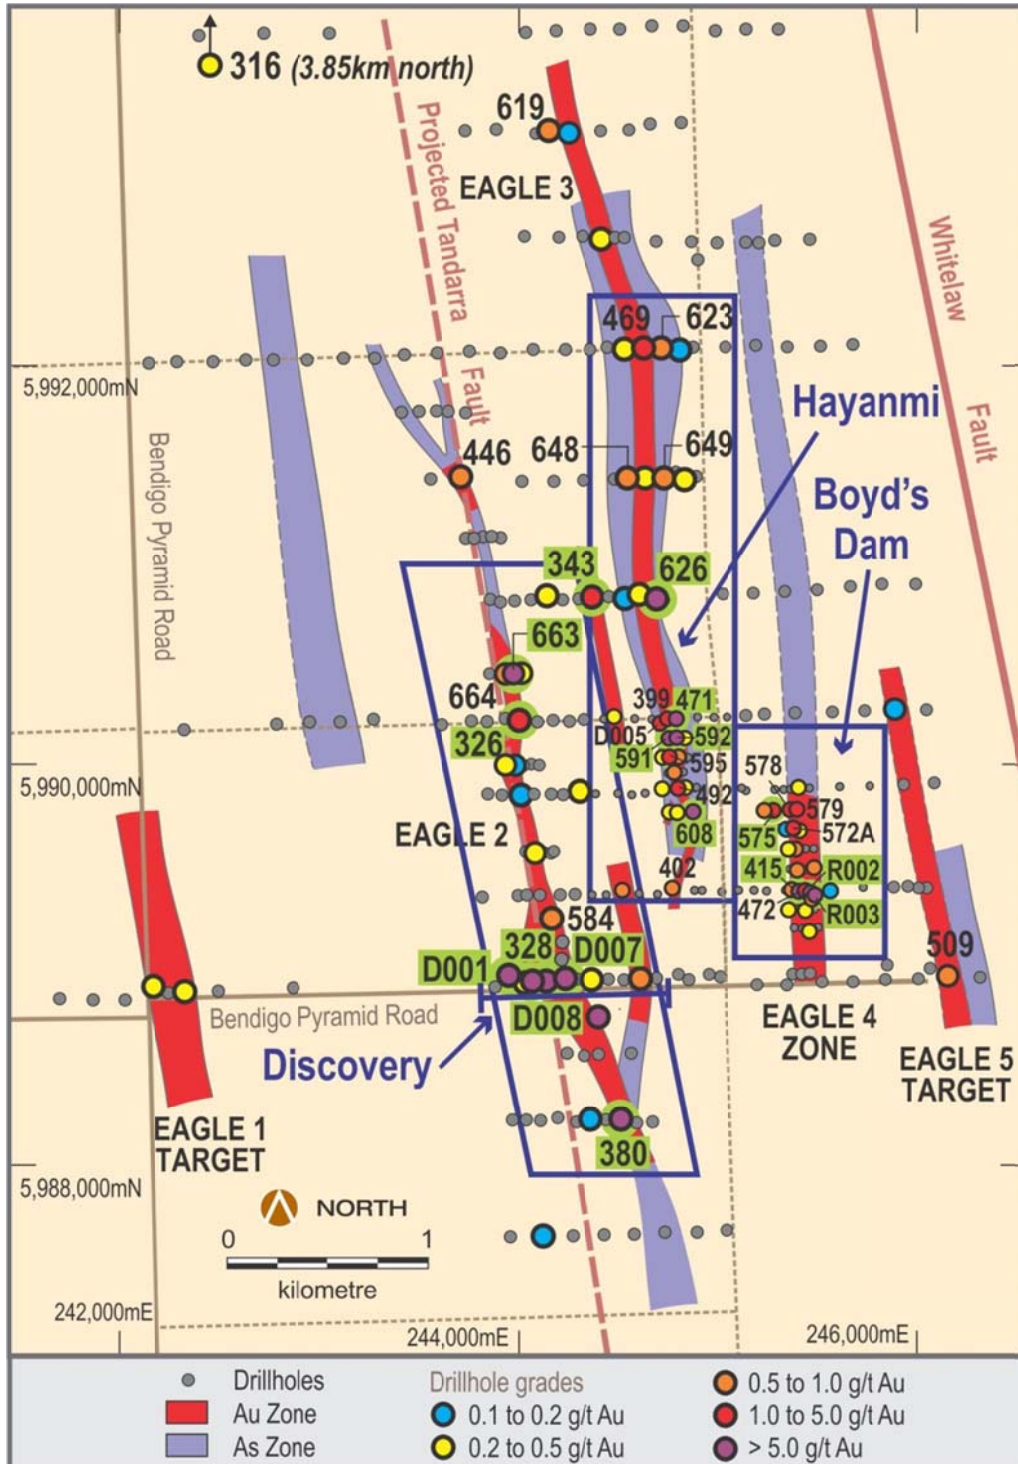 316 (3.85km north)
619
Projected Tandarra
Fault
EAGLE 3
Whitelaw
Fault
469
623
5,992,000mN
Hayanmi
Bendigo Pyramid Road
446
648
649
Boyd's
Dam
343
626
663
664
399
471
326
D005
592
591
595
5,990,000mN
578
492
579
EAGLE 2
575
572A
608
415
R002
402
472
R003
584
328
D007
D001
509
Bendigo Pyramid Road
D008
EAGLE 4
ZONE
Discovery
EAGLE 5
TARGET
EAGLE 1
TARGET
380
5,988,000mN
NORTH
0 1
kilometre
242,000mE
244,000mE
246,000mE
Drillholes
Au Zone
As Zone
Drillhole grades
0.1 to 0.2 g/t Au
0.2 to 0.5 g/t Au
0.5 to 1.0 g/t Au
1.0 to 5.0 g/t Au
> 5.0 g/t Au